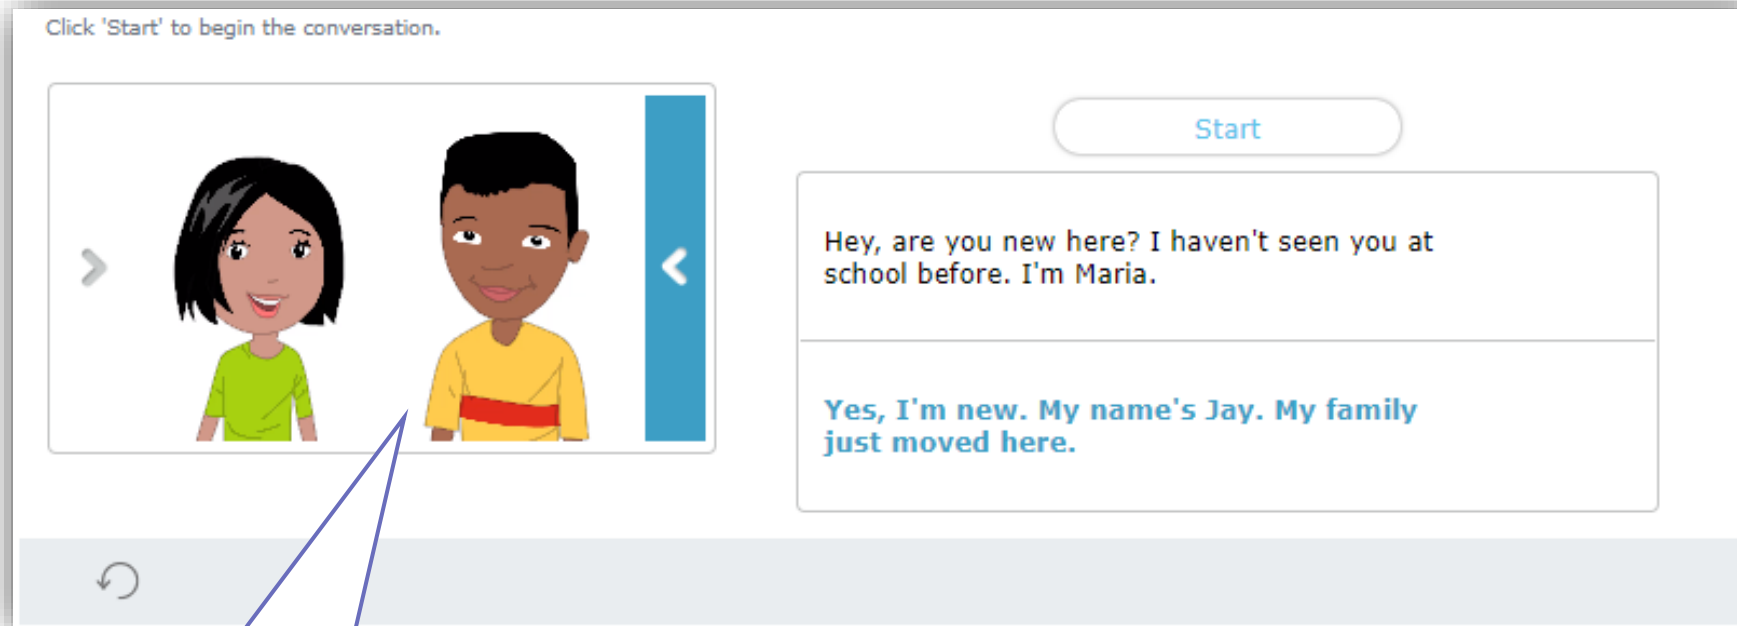 Click 'Start' to begin the conversation.
Start
Hey, are you new here? I haven't seen you at
school before. I'm Maria.
Yes, I'm new. My name's Jay. My family
just moved here.